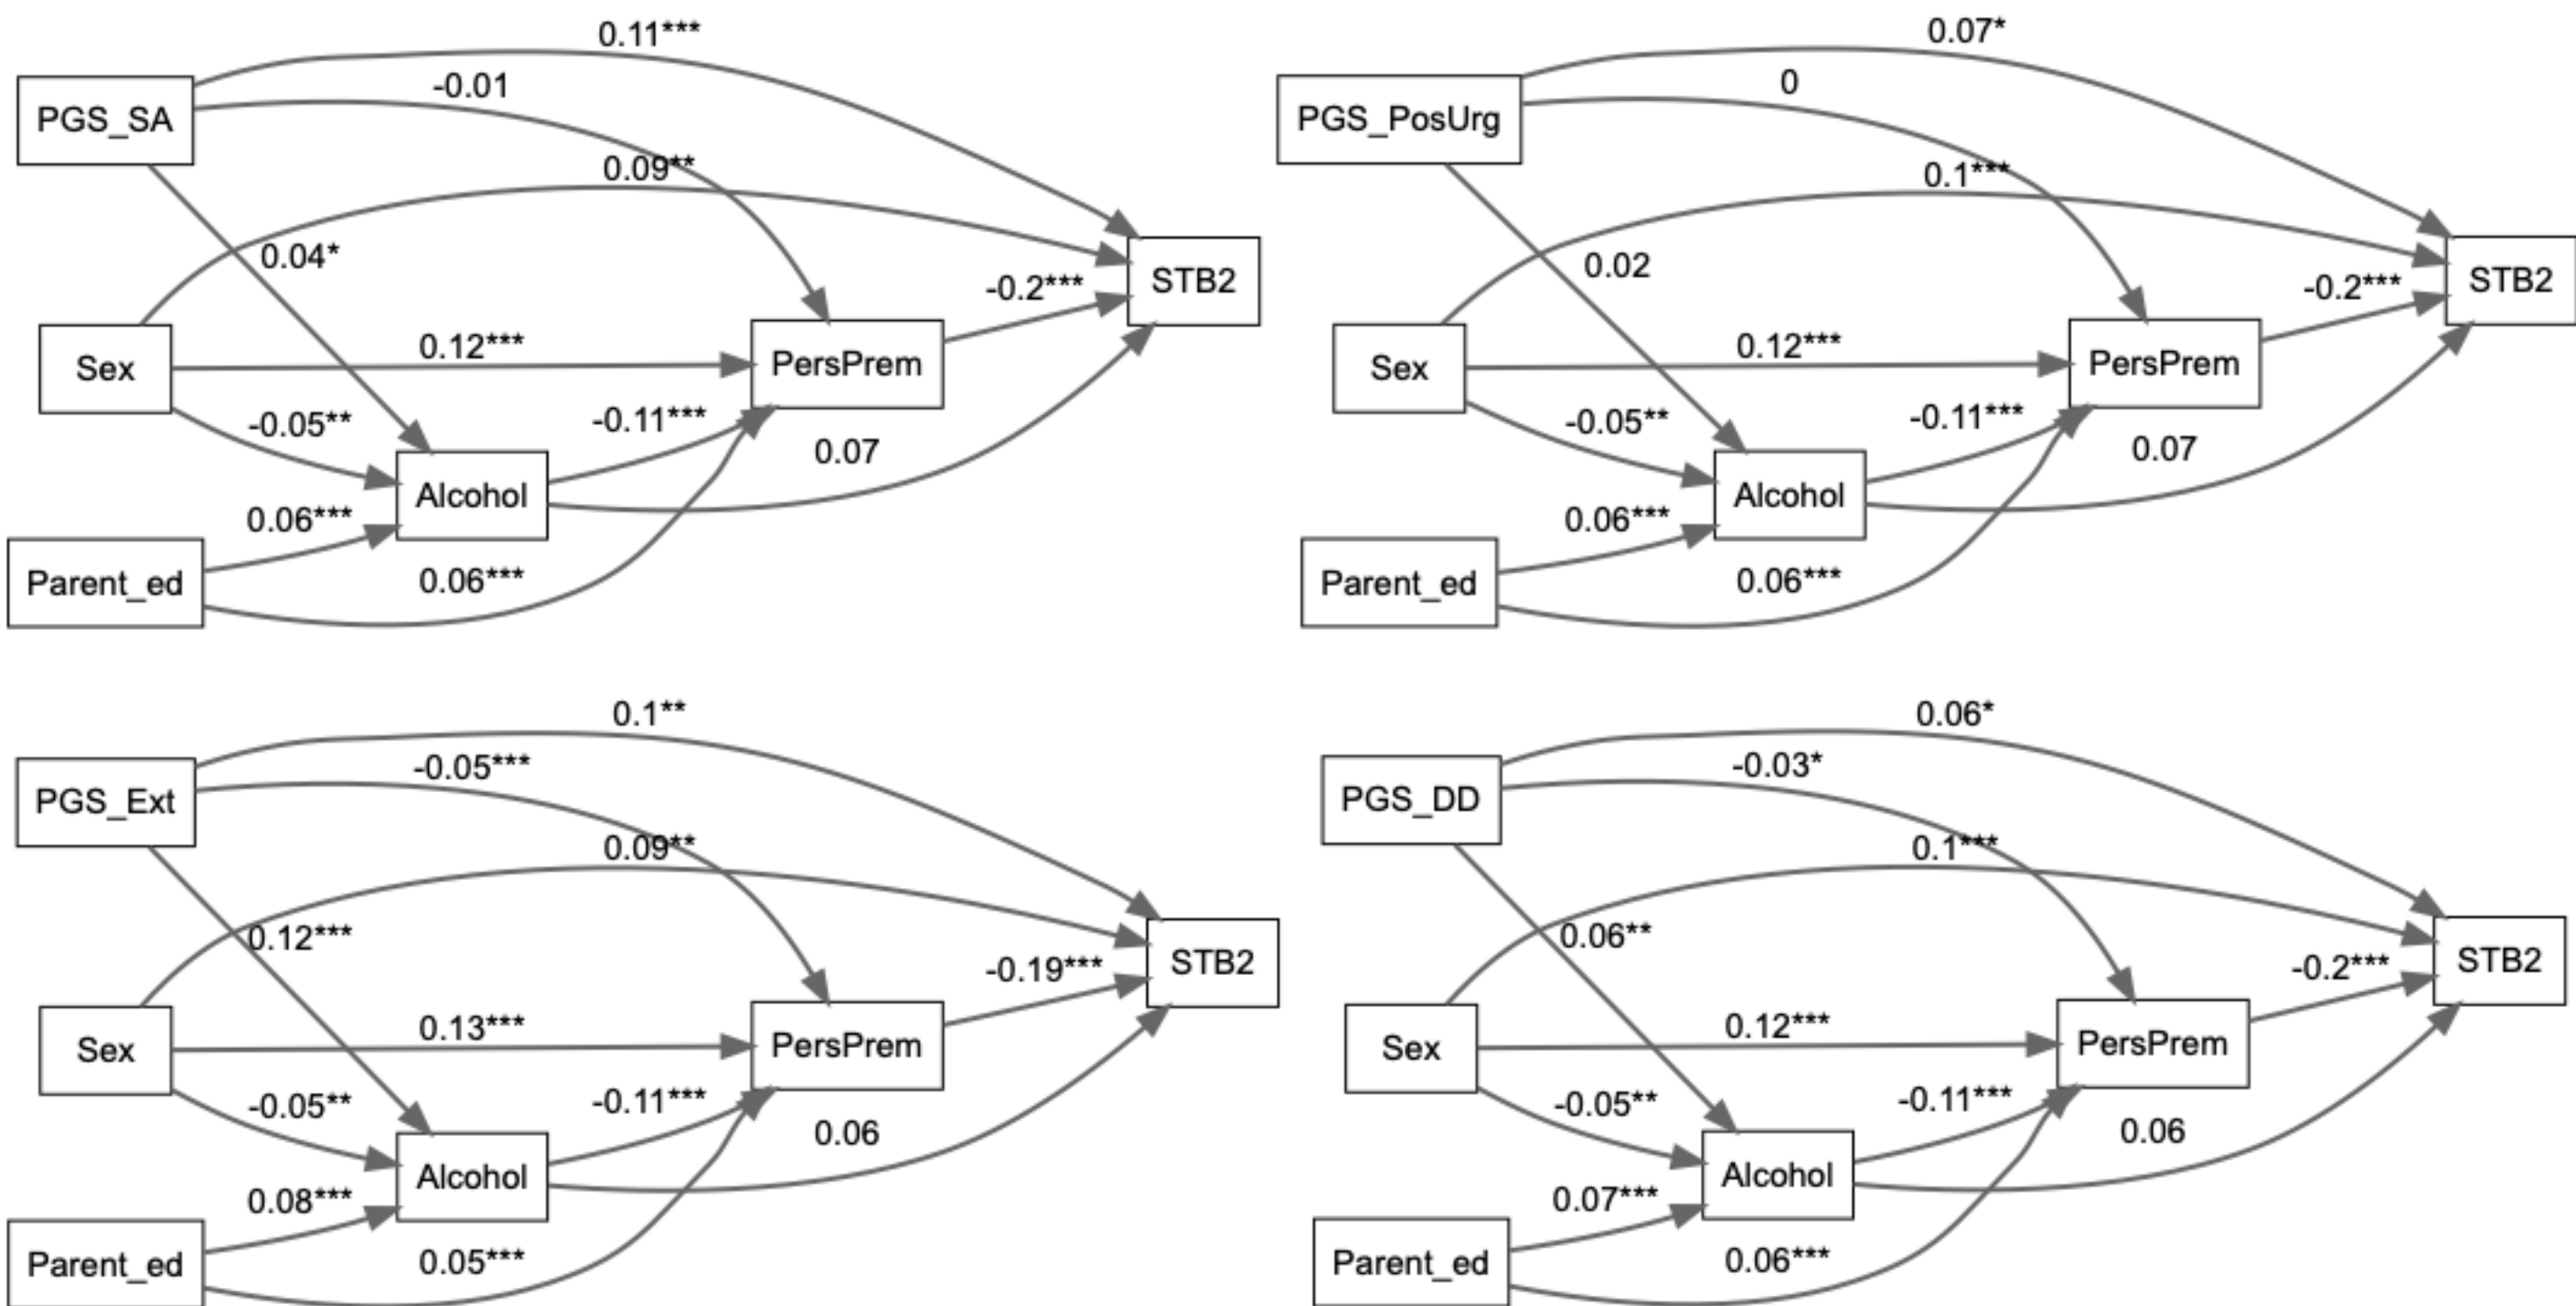 0.11***
-0.01
PGS_SA
0.09**
0.04*
STB2
-0.2***
0.12***
Sex
PersPrem
-0.05**
-0.11***
0.07
Alcohol
0.06***
Parent_ed
0.06***
0.07*
0
PGS_PosUrg
0.1***
0.02
STB2
-0.2***
0.12***
Sex
PersPrem
-0.05**
-0.11***
0.07
Alcohol
0.06***
Parent_ed
0.06***
0.1**
-0.05***
PGS_Ext
0.09**
0.12***
STB2
-0.19***
0.13***
Sex
PersPrem
-0.05**
-0.11***
0.06
Alcohol
0.08***
Parent_ed
0.05***
0.06*
-0.03*
PGS_DD
0.1***
0.06**
STB2
-0.2***
0.12***
Sex
PersPrem
-0.05**
-0.11***
0.06
Alcohol
0.07***
Parent_ed
0.06***